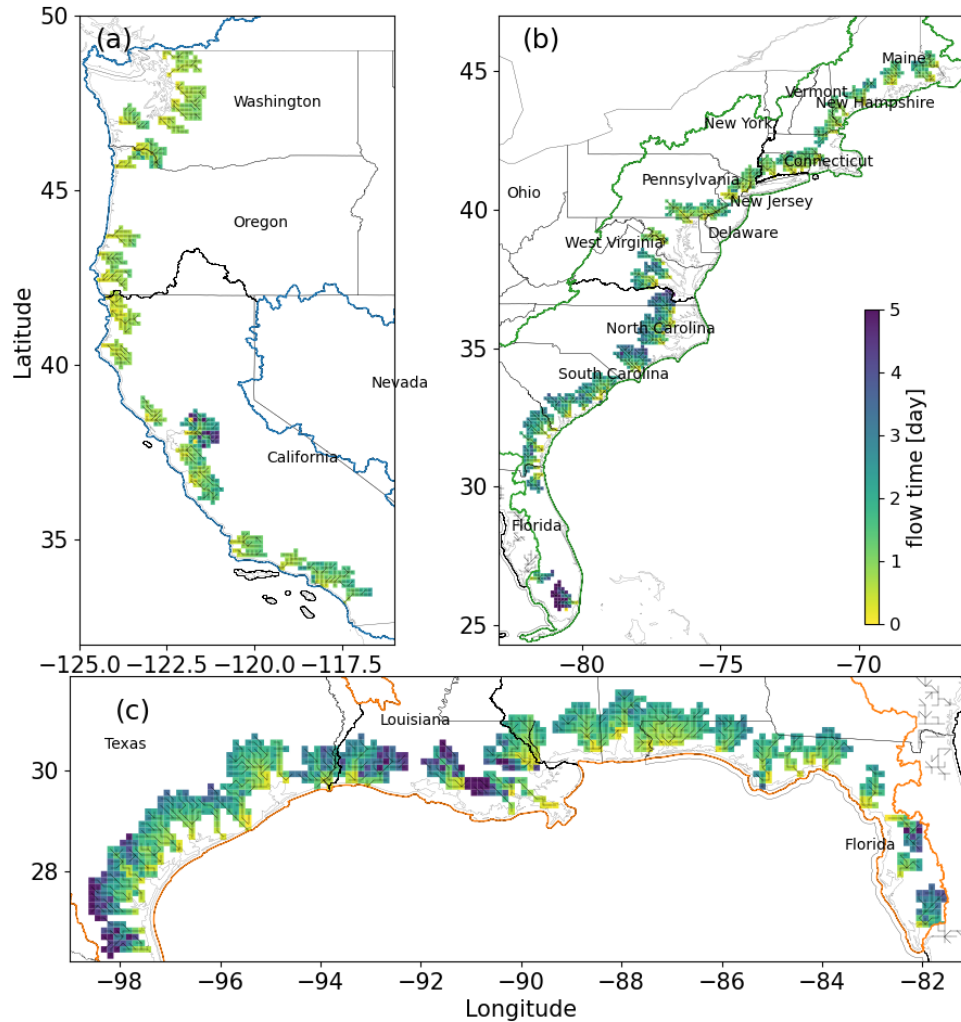 (a)
(b)
50
45
40
35
Latitude
Washington
Oregon
Nevada
California
−125.0
−122.5
−120.0
−117.5
45
40
35
30
25
Maine
Vermont
New Hampshire
New York
Connecticut
Pennsylvania
New Jersey
Ohio
Delaware
West Virginia
North Carolina
South Carolina
Florida
5
4
3
2
1
0
flow time [day]
−80
−75
−70
(c)
Texas
Louisiana
Florida
30
28
−98
−96
−94
−92
−90
−88
−86
−84
−82
Longitude